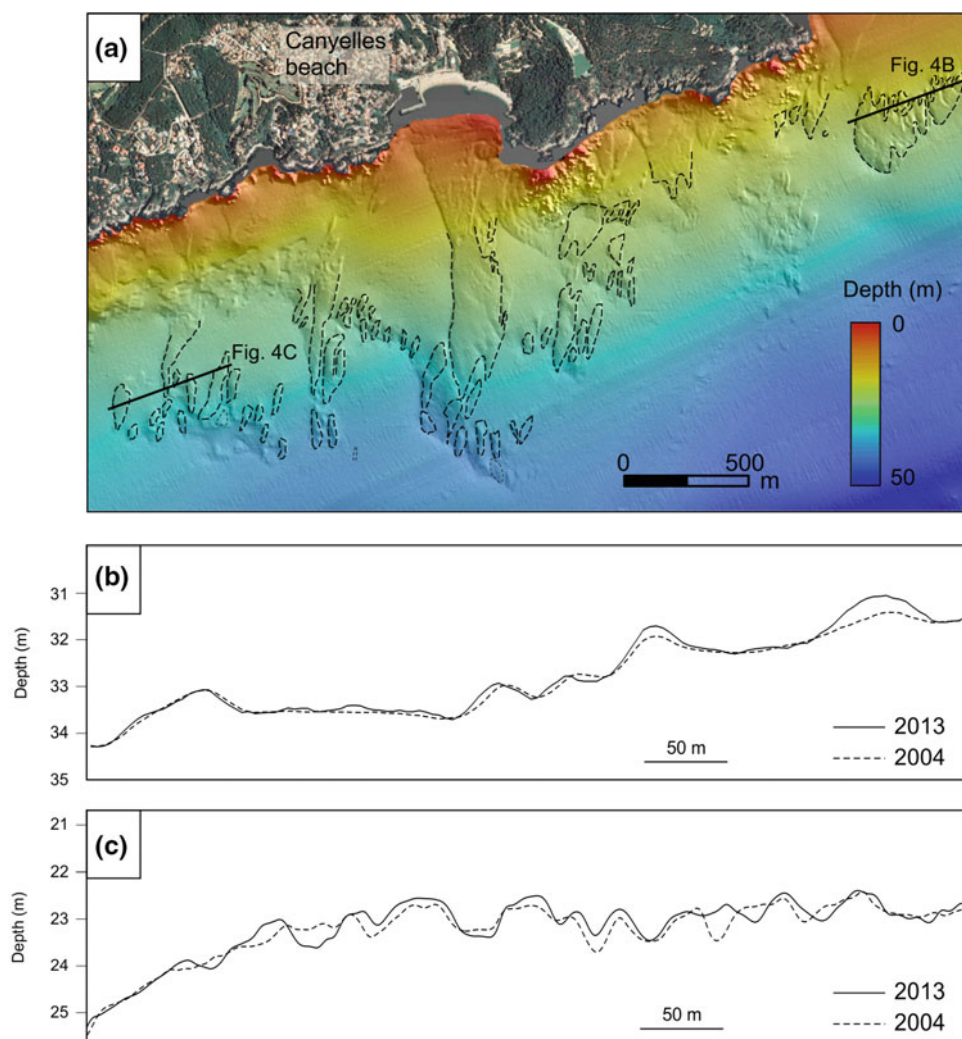 (a)
Canyelles
beach
Fig. 4B
Fig. 4C
Depth (m)
0
50
0 500
m
(b)
Depth (m)
31
32
33
34
35
50 m
2013
2004
(c)
Depth (m)
21
22
23
24
25
50 m
2013
2004